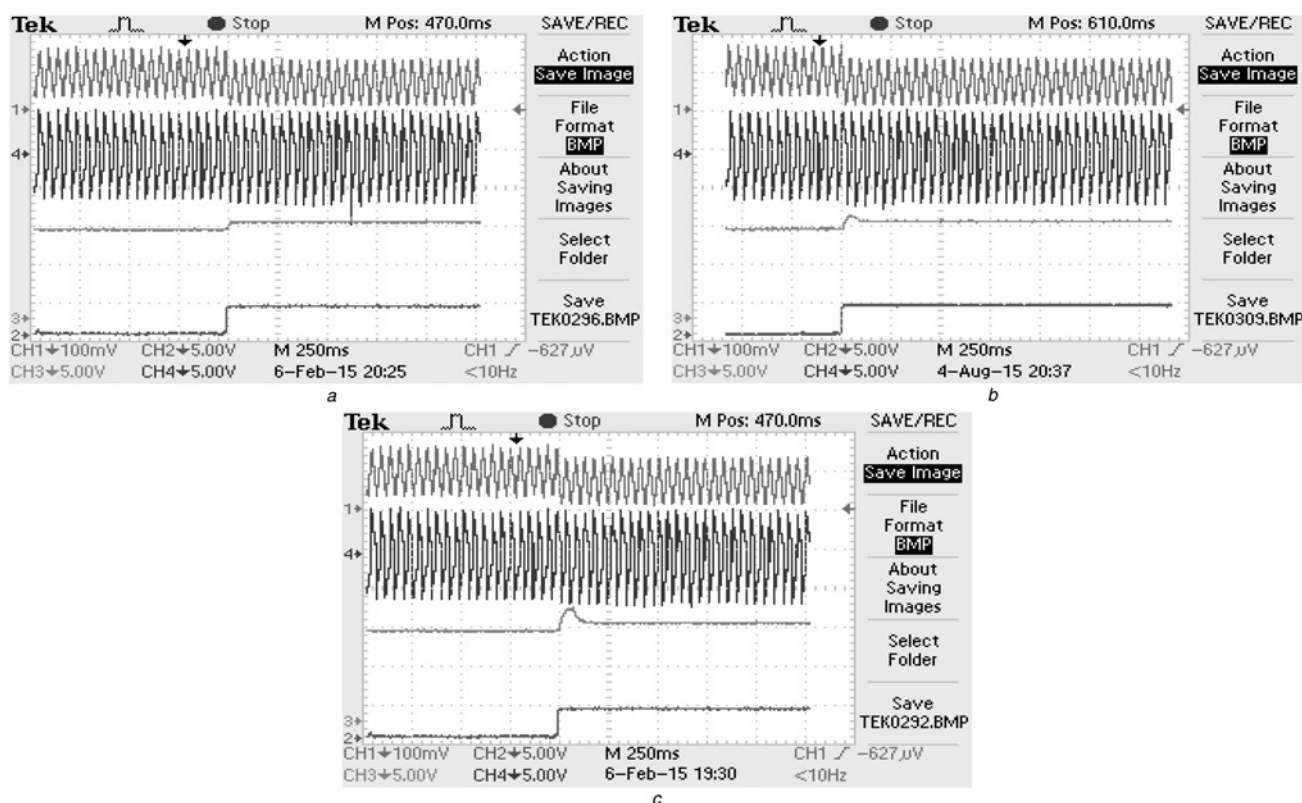 Tek Stop M Pos: 470.0ms SAVE/REC
Action
Save Image
1
File
Format
BMP
4
About
Saving
Images
Select
Folder
Save
3
TEK0296.BMP
2
CH1 100mV CH2 5.00V M 250ms CH1 -627µV
CH3 5.00V CH4 5.00V 6-Feb-15 20:25 <10Hz
a
Tek Stop M Pos: 610.0ms SAVE/REC
Action
Save Image
1
File
Format
BMP
4
About
Saving
Images
Select
Folder
Save
3
TEK0309.BMP
2
CH1 100mV CH2 5.00V M 250ms CH1 -627µV
CH3 5.00V CH4 5.00V 4-Aug-15 20:37 <10Hz
b
Tek Stop M Pos: 470.0ms SAVE/REC
Action
Save Image
1
File
Format
BMP
4
About
Saving
Images
Select
Folder
Save
3
TEK0292.BMP
2
CH1 100mV CH2 5.00V M 250ms CH1 -627µV
CH3 5.00V CH4 5.00V 6-Feb-15 19:30 <10Hz
c